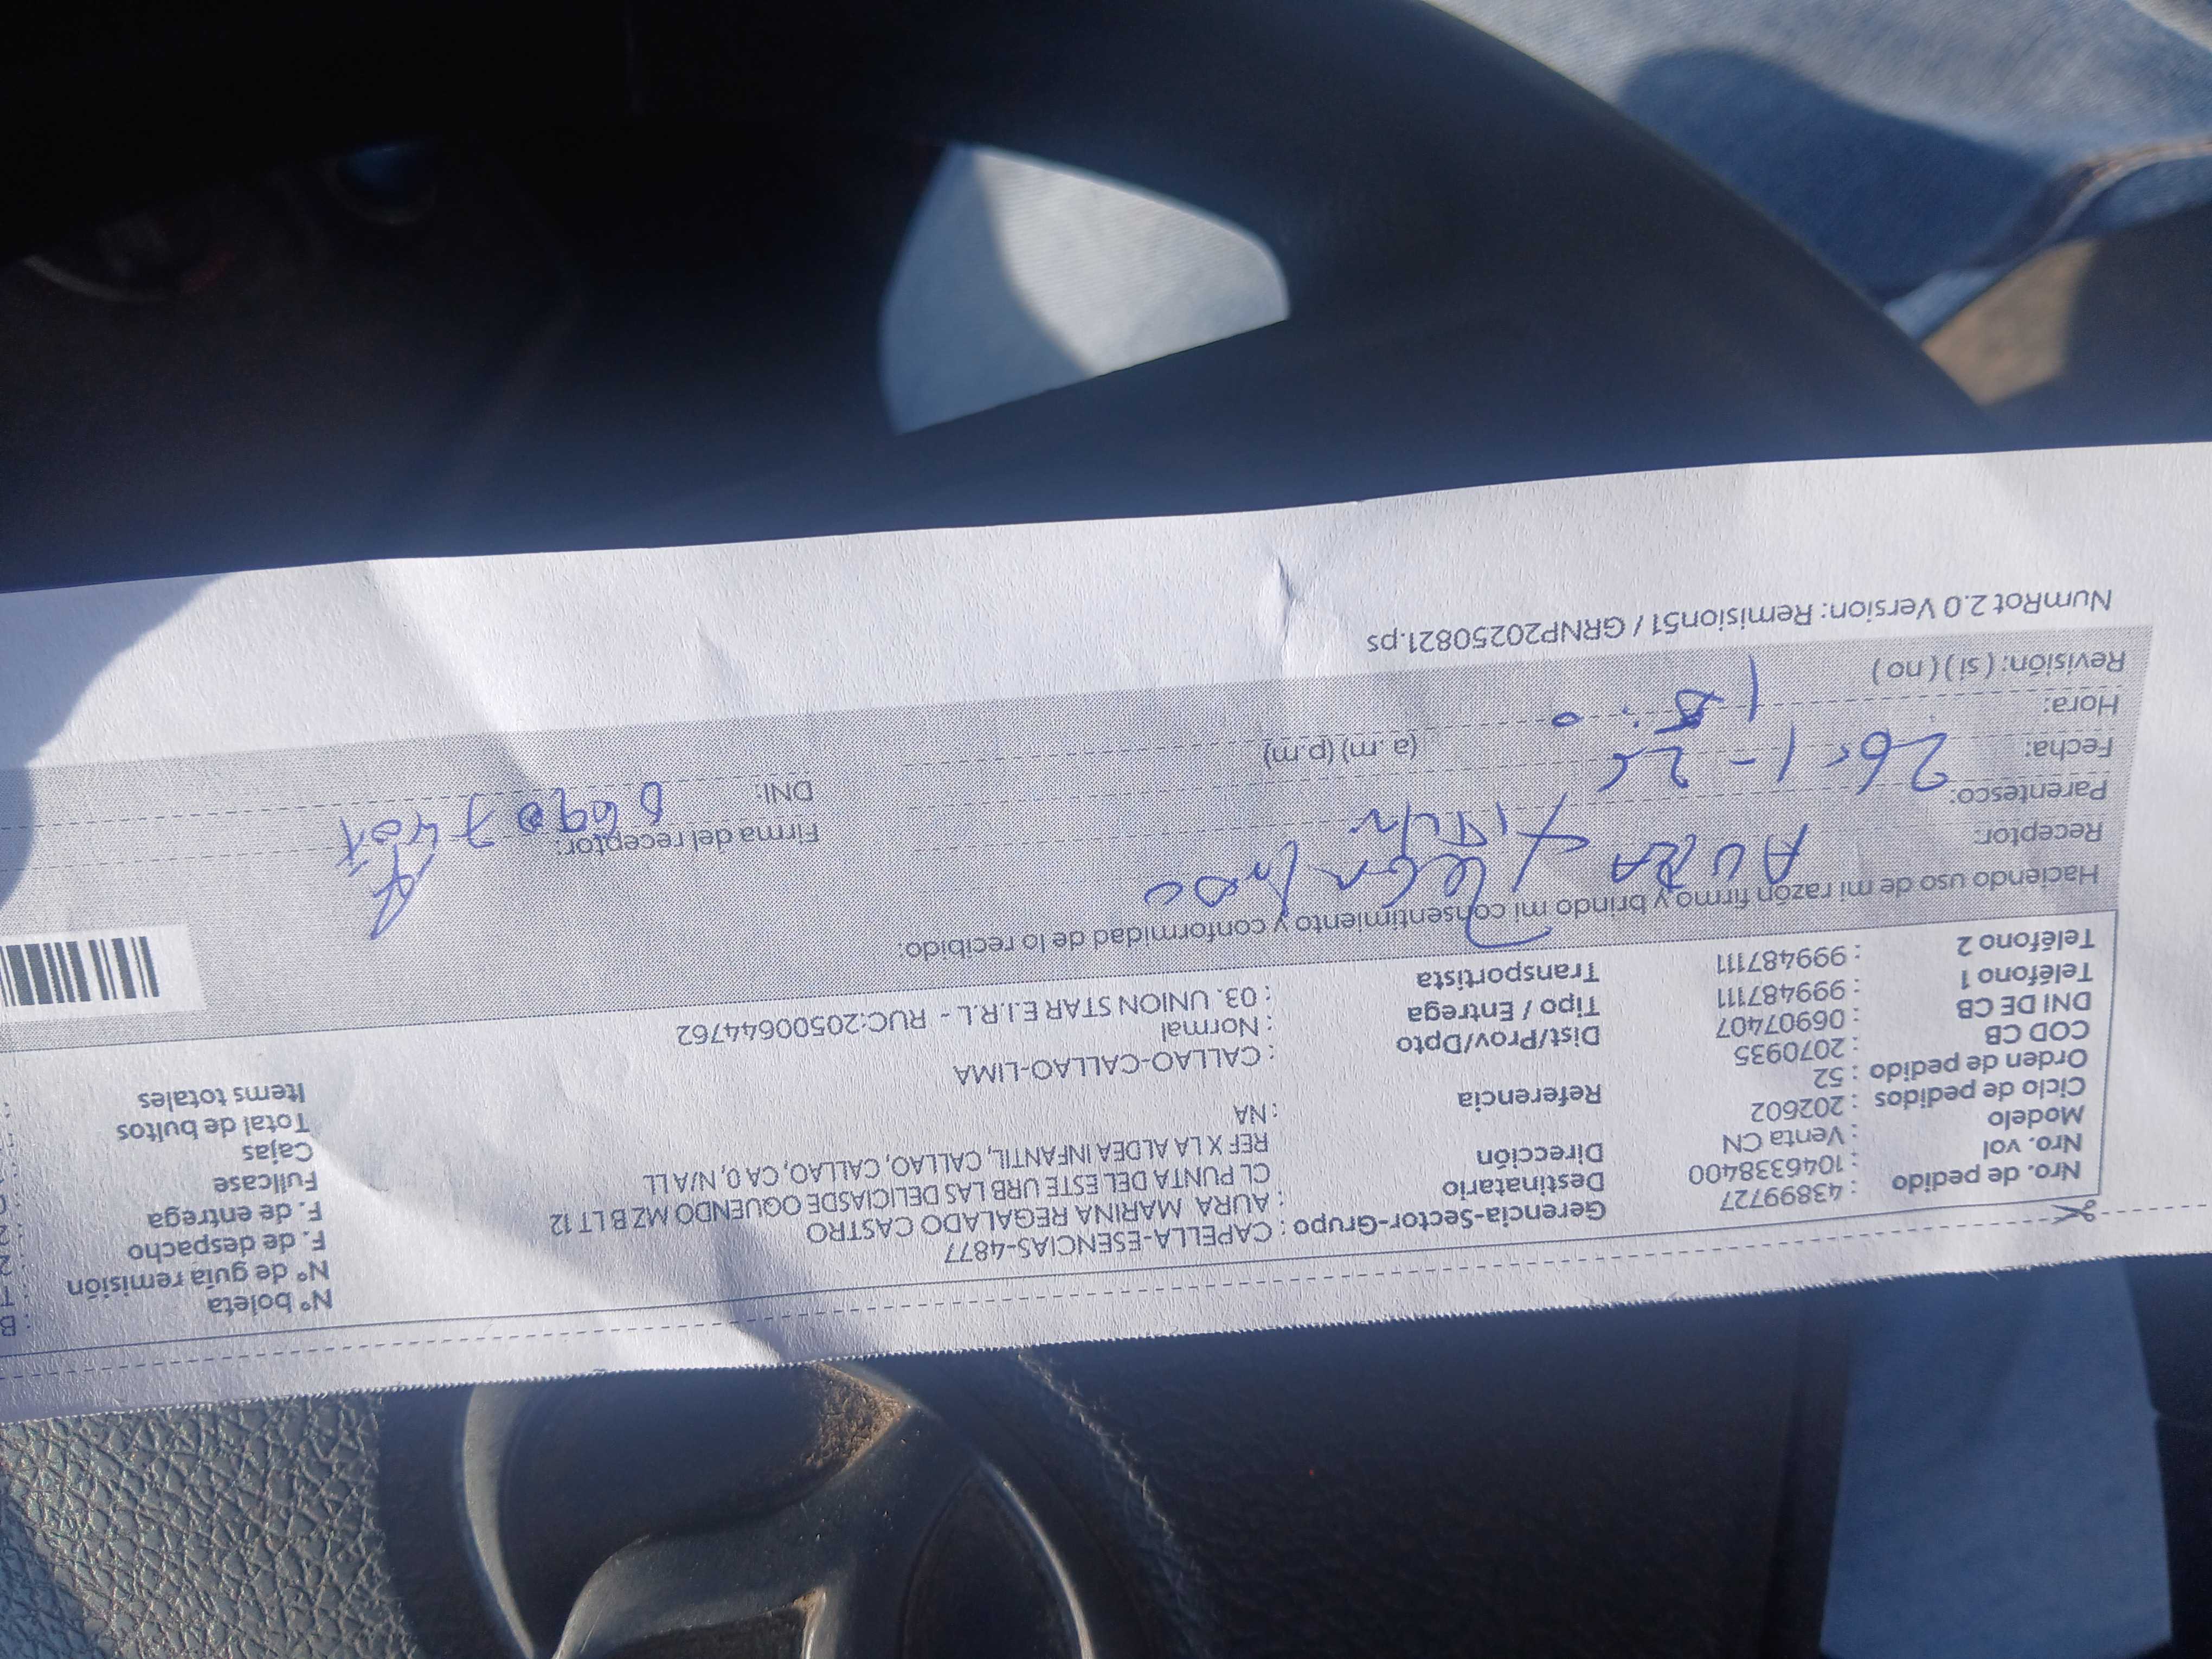 Nº boleta : B
Nº de guía remisión : T
F. de despacho : 2
F. de entrega : 2
Fullcase
Cajas
Total de bultos
Items totales
Nro. de pedido : 43899727
Nro. vol : 1046338400
Modelo : Venta CN
Ciclo de pedidos : 202602
Orden de pedido : 52
COD CB : 2070935
DNI DE CB : 06907407
Teléfono 1 : 999487111
Teléfono 2 : 999487111
Gerencia-Sector-Grupo : CAPELLA-ESENCIAS-4877
Destinatario : AURA MARINA REGALADO CASTRO
Dirección CL PUNTA DEL ESTE URB LAS DELICIASDE OQUENDO MZ B LT 12
REF X LA ALDEA INFANTIL, CALLAO, CALLAO, CA 0, N/A LL
Referencia : NA
Dist/Prov/Dpto : CALLAO-CALLAO-LIMA
Tipo / Entrega : Normal
Transportista : 03. UNION STAR E.I.R.L - RUC:20500644762
Haciendo uso de mi razón firmo y brindo mi consentimiento y conformidad de lo recibido:
Receptor: AURA
Parentesco:
Fecha: 26-1-26
Hora: (a. m) (p.m)
Revisión: ( si ) ( no )
Firma del receptor:
DNI:
NumRot 2.0 Version: Remision51 / GRNP20250821.ps